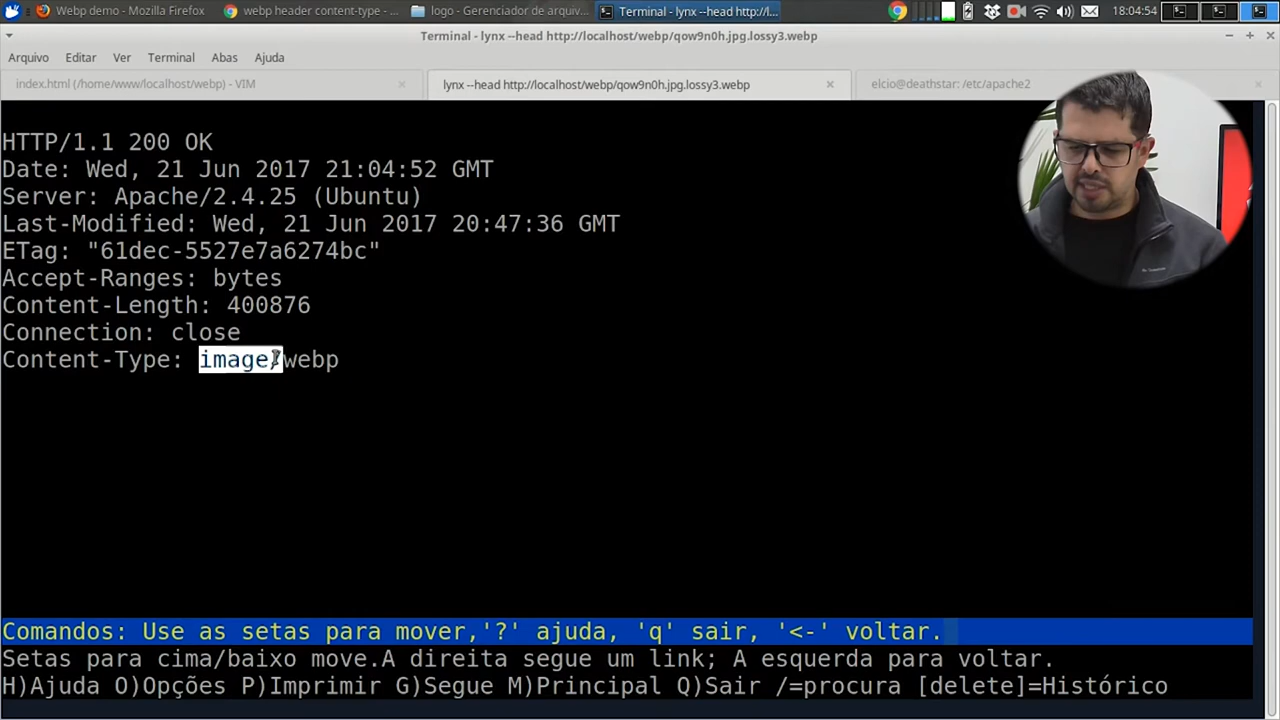 Webp demo - Mozilla Firefox
webp header content-type - ...
logo - Gerenciador de arquiv...
Terminal - lynx --head http://l...
18:04:54
Terminal - lynx --head http://localhost/webp/qow9n0h.jpg.lossy3.webp
Arquivo Editar Ver Terminal Abas Ajuda
index.html (/home/www/localhost/webp) - VIM
lynx --head http://localhost/webp/qow9n0h.jpg.lossy3.webp
elcio@deathstar: /etc/apache2
HTTP/1.1 200 OK
Date: Wed, 21 Jun 2017 21:04:52 GMT
Server: Apache/2.4.25 (Ubuntu)
Last-Modified: Wed, 21 Jun 2017 20:47:36 GMT
ETag: "61dec-5527e7a6274bc"
Accept-Ranges: bytes
Content-Length: 400876
Connection: close
Content-Type: image/webp
Comandos: Use as setas para mover,'?' ajuda, 'q' sair, '<-' voltar.
Setas para cima/baixo move.A direita segue um link; A esquerda para voltar.
H)Ajuda O)Opções P)Imprimir G)Segue M)Principal Q)Sair /=procura [delete]=Histórico